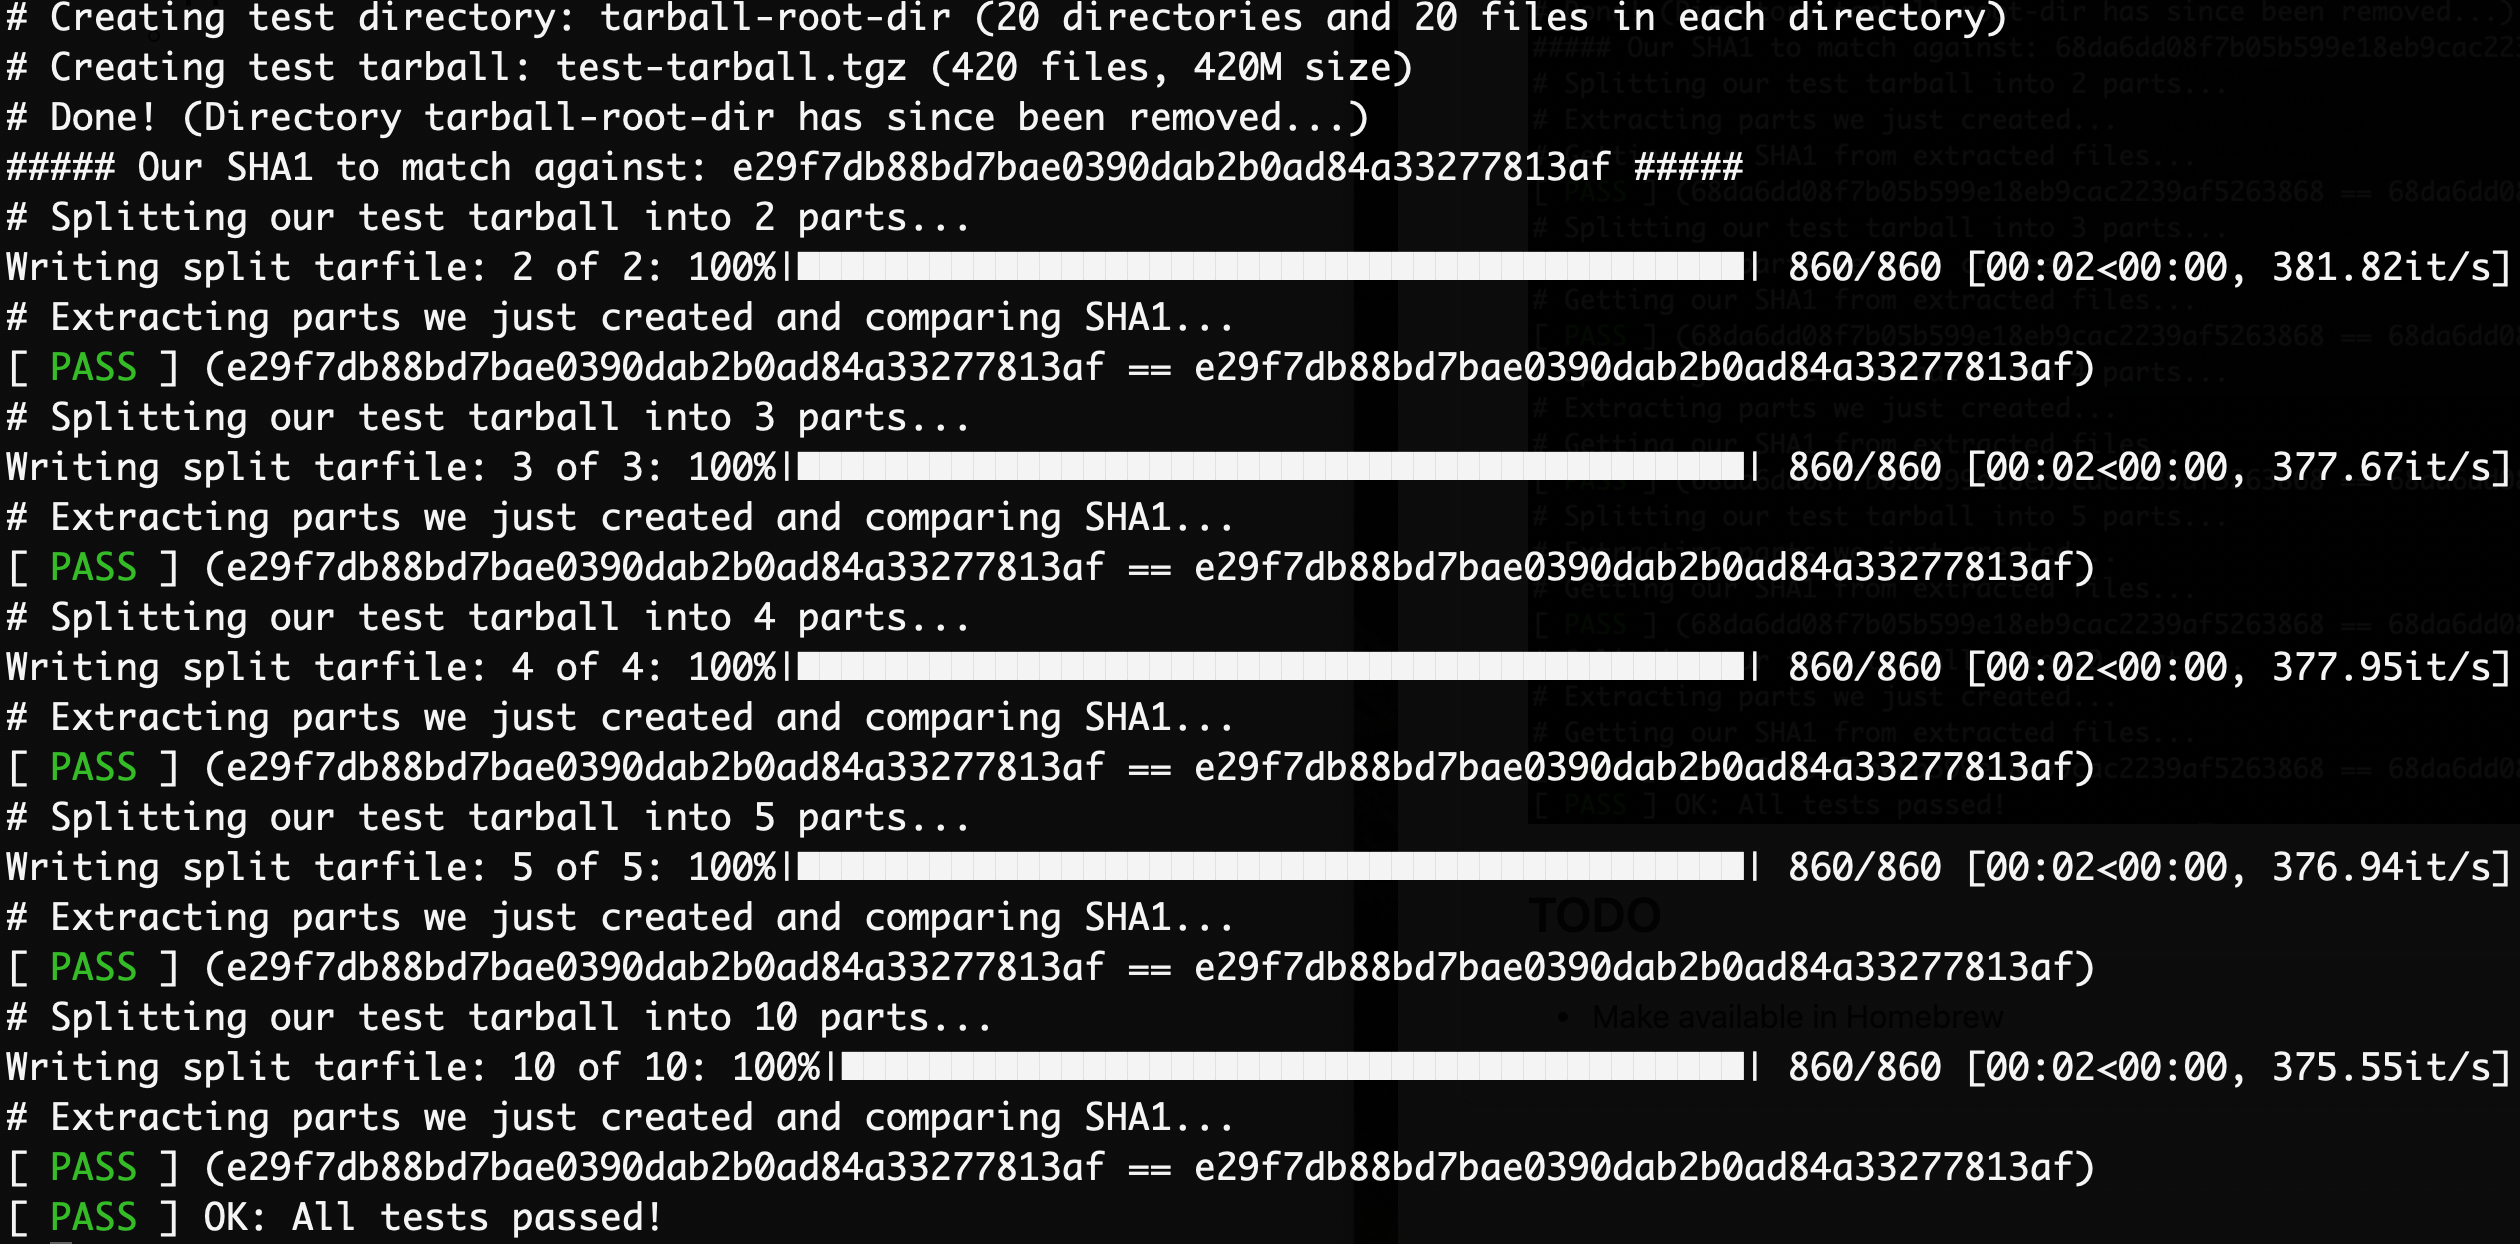 # Creating test directory: tarball-root-dir (20 directories and 20 files in each directory)
# Creating test tarball: test-tarball.tgz (420 files, 420M size)
# Done! (Directory tarball-root-dir has since been removed...)
##### Our SHA1 to match against: e29f7db88bd7bae0390dab2b0ad84a33277813af #####
# Splitting our test tarball into 2 parts...
Writing split tarfile: 2 of 2: 100%|██████████| 860/860 [00:02<00:00, 381.82it/s]
# Extracting parts we just created and comparing SHA1...
[ PASS ] (e29f7db88bd7bae0390dab2b0ad84a33277813af == e29f7db88bd7bae0390dab2b0ad84a33277813af)
# Splitting our test tarball into 3 parts...
Writing split tarfile: 3 of 3: 100%|██████████| 860/860 [00:02<00:00, 377.67it/s]
# Extracting parts we just created and comparing SHA1...
[ PASS ] (e29f7db88bd7bae0390dab2b0ad84a33277813af == e29f7db88bd7bae0390dab2b0ad84a33277813af)
# Splitting our test tarball into 4 parts...
Writing split tarfile: 4 of 4: 100%|██████████| 860/860 [00:02<00:00, 377.95it/s]
# Extracting parts we just created and comparing SHA1...
[ PASS ] (e29f7db88bd7bae0390dab2b0ad84a33277813af == e29f7db88bd7bae0390dab2b0ad84a33277813af)
# Splitting our test tarball into 5 parts...
Writing split tarfile: 5 of 5: 100%|██████████| 860/860 [00:02<00:00, 376.94it/s]
# Extracting parts we just created and comparing SHA1...
[ PASS ] (e29f7db88bd7bae0390dab2b0ad84a33277813af == e29f7db88bd7bae0390dab2b0ad84a33277813af)
# Splitting our test tarball into 10 parts...
Writing split tarfile: 10 of 10: 100%|██████████| 860/860 [00:02<00:00, 375.55it/s]
# Extracting parts we just created and comparing SHA1...
[ PASS ] (e29f7db88bd7bae0390dab2b0ad84a33277813af == e29f7db88bd7bae0390dab2b0ad84a33277813af)
[ PASS ] OK: All tests passed!
TODO
• Make available in Homebrew